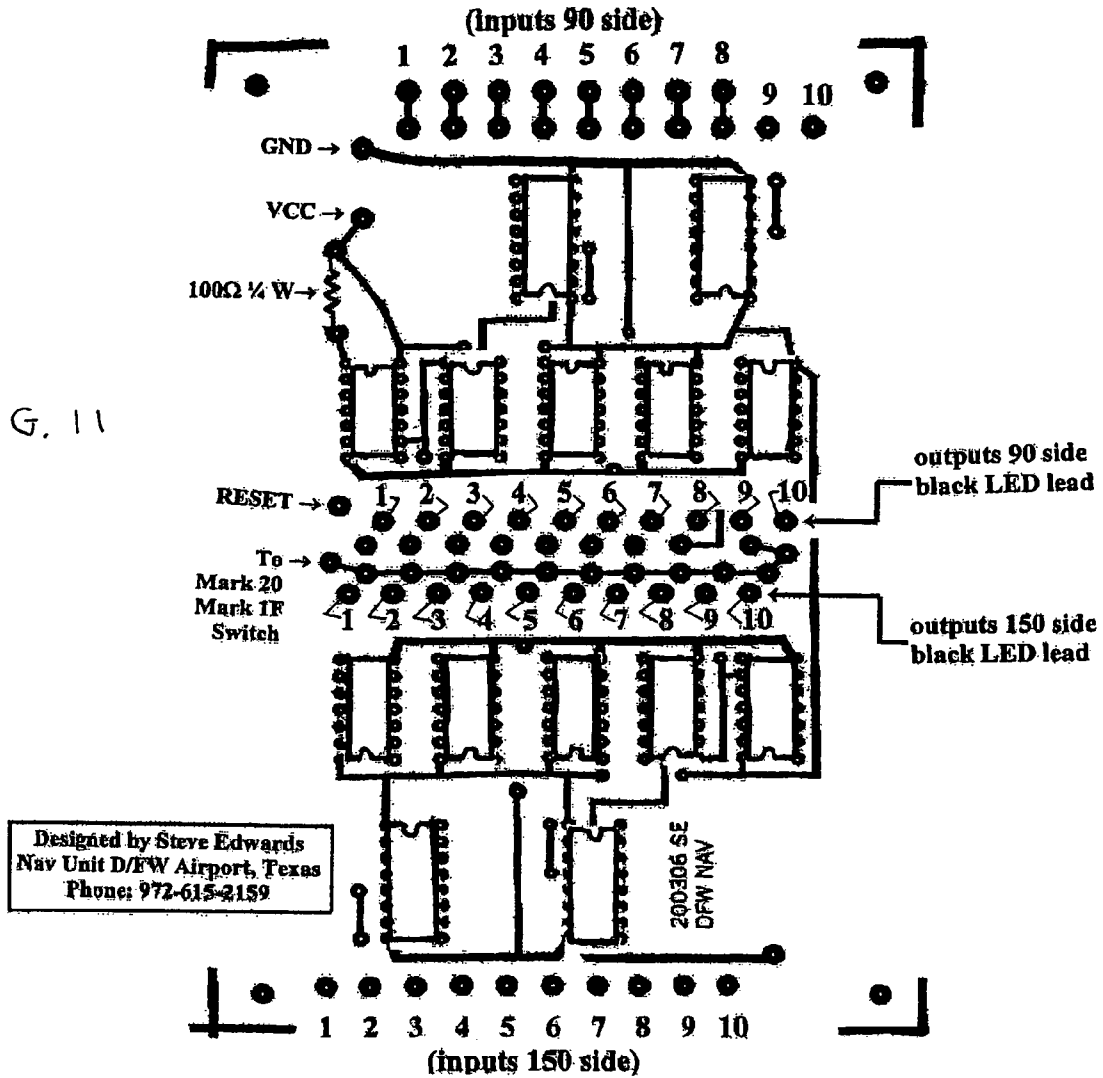 (inputs 90 side)
1 2 3 4 5 6 7 8 9 10
GND →
VCC →
100Ω ¼ W →
G. 11
outputs 90 side
black LED lead
RESET →
1 2 3 4 5 6 7 8 9 10
To →
Mark 20
Mark 1F
Switch
1 2 3 4 5 6 7 8 9 10
outputs 150 side
black LED lead
Designed by Steve Edwards
Nav Unit D/FW Airport, Texas
Phone: 972-615-2159
200306 SE
DFW NAV
1 2 3 4 5 6 7 8 9 10
(inputs 150 side)